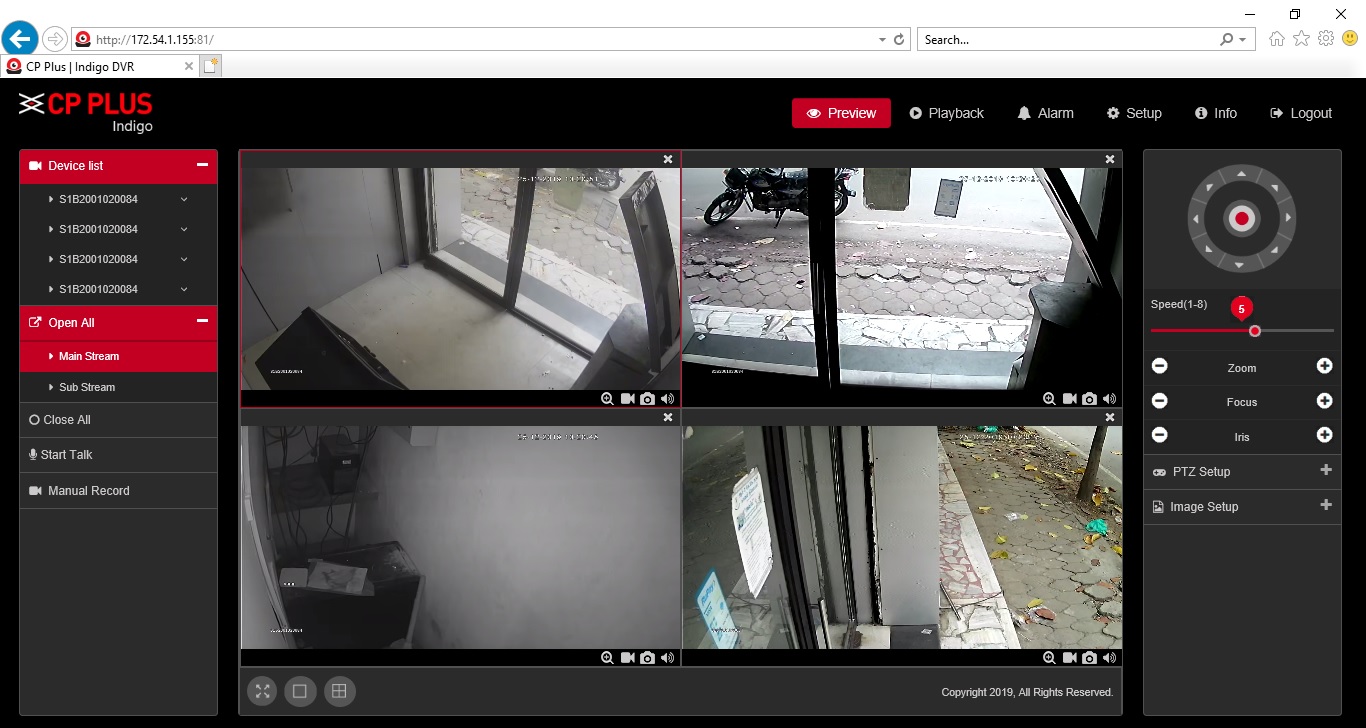 http://172.54.1.155:81/
Search...
CP Plus | Indigo DVR
CP PLUS
Indigo
Preview
Playback
Alarm
Setup
Info
Logout
Device list
S1B2001020084
S1B2001020084
S1B2001020084
S1B2001020084
Open All
Main Stream
Sub Stream
Close All
Start Talk
Manual Record
Speed(1-8)
5
Zoom
Focus
Iris
PTZ Setup
Image Setup
Copyright 2019, All Rights Reserved.